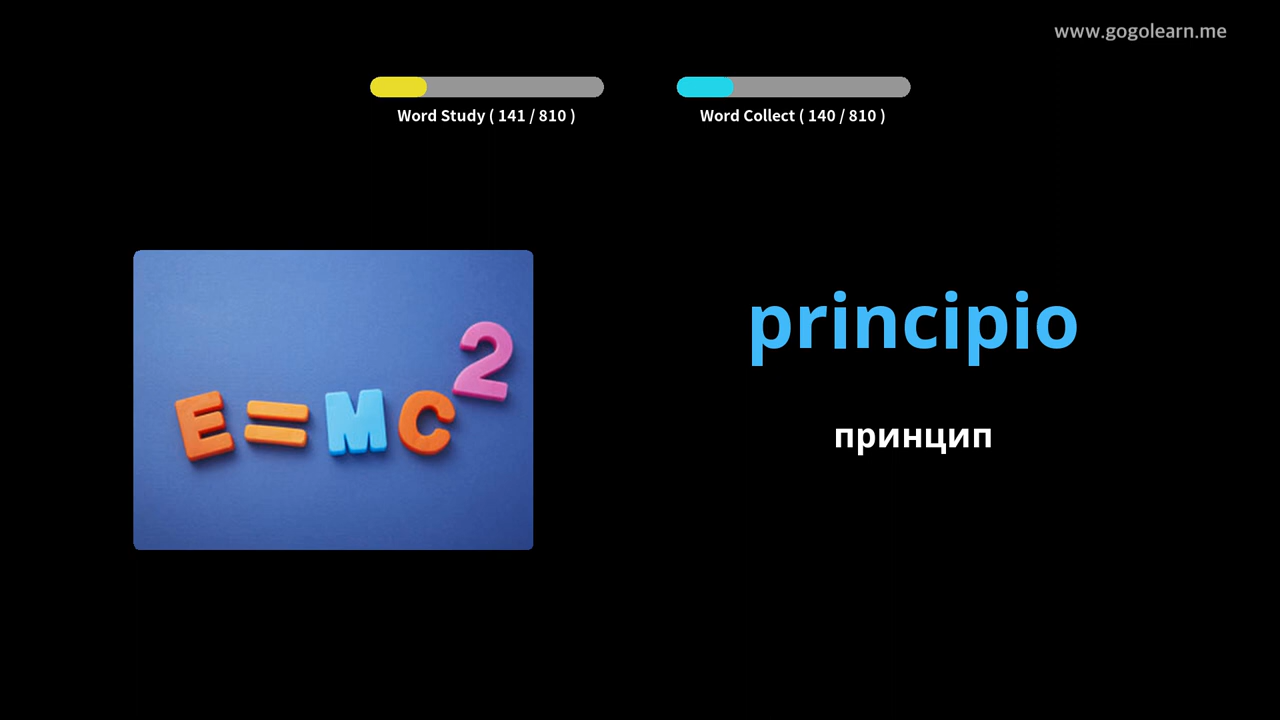 www.gogolearn.me
Word Study ( 141 / 810 )
Word Collect ( 140 / 810 )
E=MC²
principio
принцип